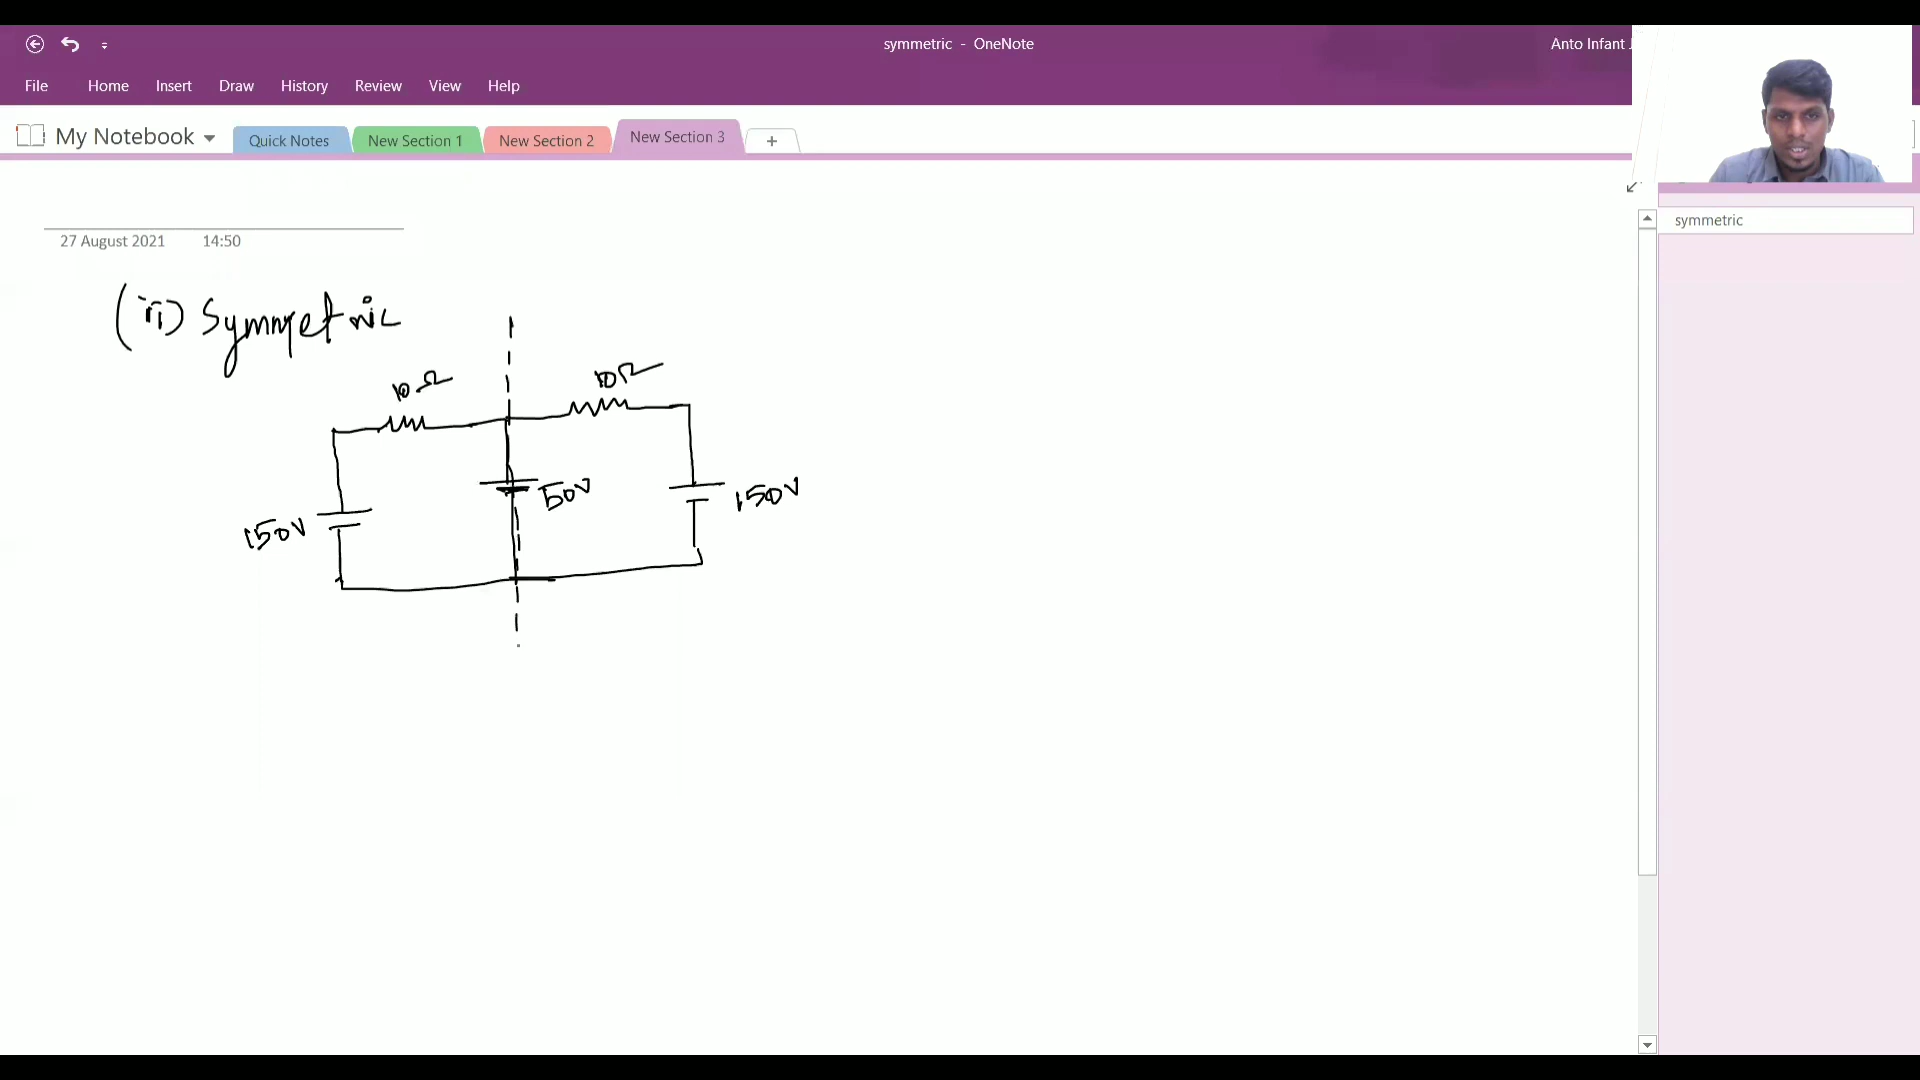 symmetric - OneNote
Anto Infant J
File Home Insert Draw History Review View Help
My Notebook
Quick Notes
New Section 1
New Section 2
New Section 3
+
symmetric
27 August 2021 14:50
(ii) Symmetric
10Ω
10Ω
50V
150V
150V